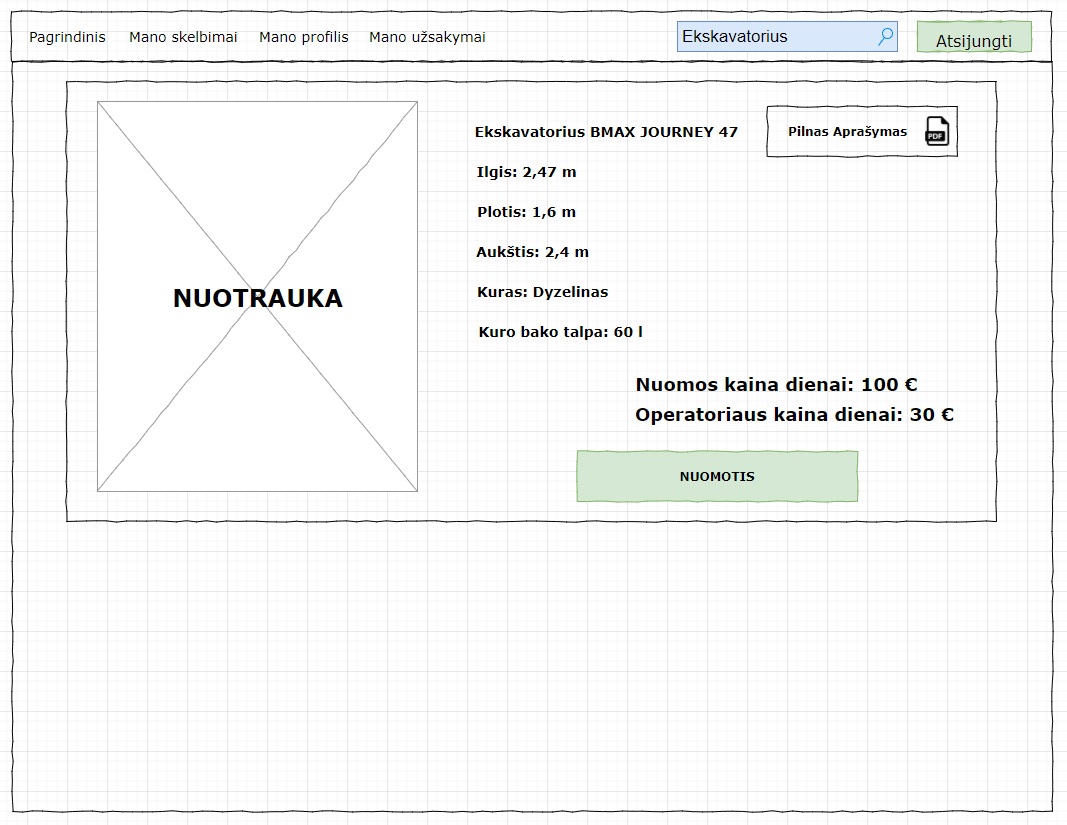 Pagrindinis Mano skelbimai Mano profilis Mano užsakymai Ekskavatorius Atsijungti
Ekskavatorius BMAX JOURNEY 47
Pilnas Aprašymas
PDF
Ilgis: 2,47 m
Plotis: 1,6 m
Aukštis: 2,4 m
Kuras: Dyzelinas
NUOTRAUKA
Kuro bako talpa: 60 l
Nuomos kaina dienai: 100 €
Operatoriaus kaina dienai: 30 €
NUOMOTIS